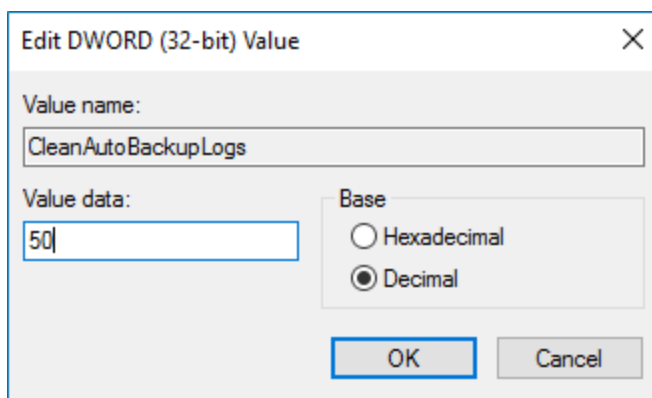 Edit DWORD (32-bit) Value
Value name:
CleanAutoBackupLogs
Value data:
50
Base
Hexadecimal
Decimal
OK
Cancel